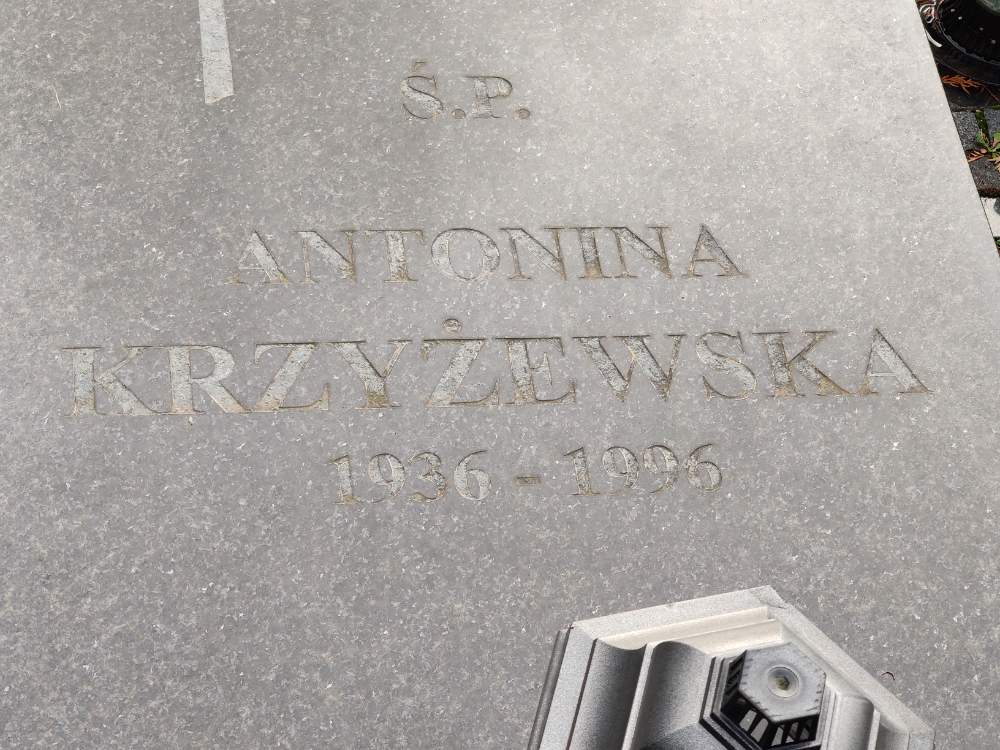 Ś.P.
ANTONINA
KRZYŻEWSKA
1936 - 1996